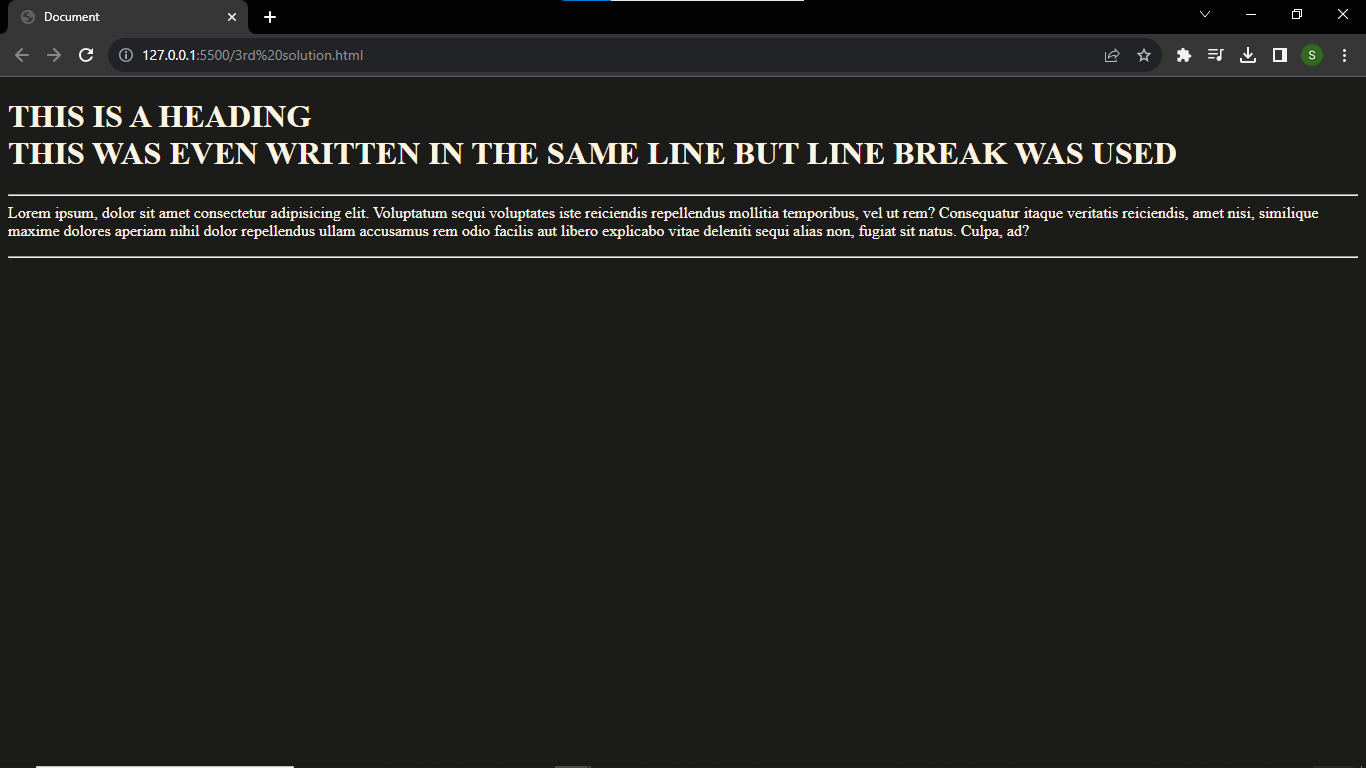 Document
127.0.0.1:5500/3rd%20solution.html
S
THIS IS A HEADING
THIS WAS EVEN WRITTEN IN THE SAME LINE BUT LINE BREAK WAS USED
Lorem ipsum, dolor sit amet consectetur adipisicing elit. Voluptatum sequi voluptates iste reiciendis repellendus mollitia temporibus, vel ut rem? Consequatur itaque veritatis reiciendis, amet nisi, similique
maxime dolores aperiam nihil dolor repellendus ullam accusamus rem odio facilis aut libero explicabo vitae deleniti sequi alias non, fugiat sit natus. Culpa, ad?